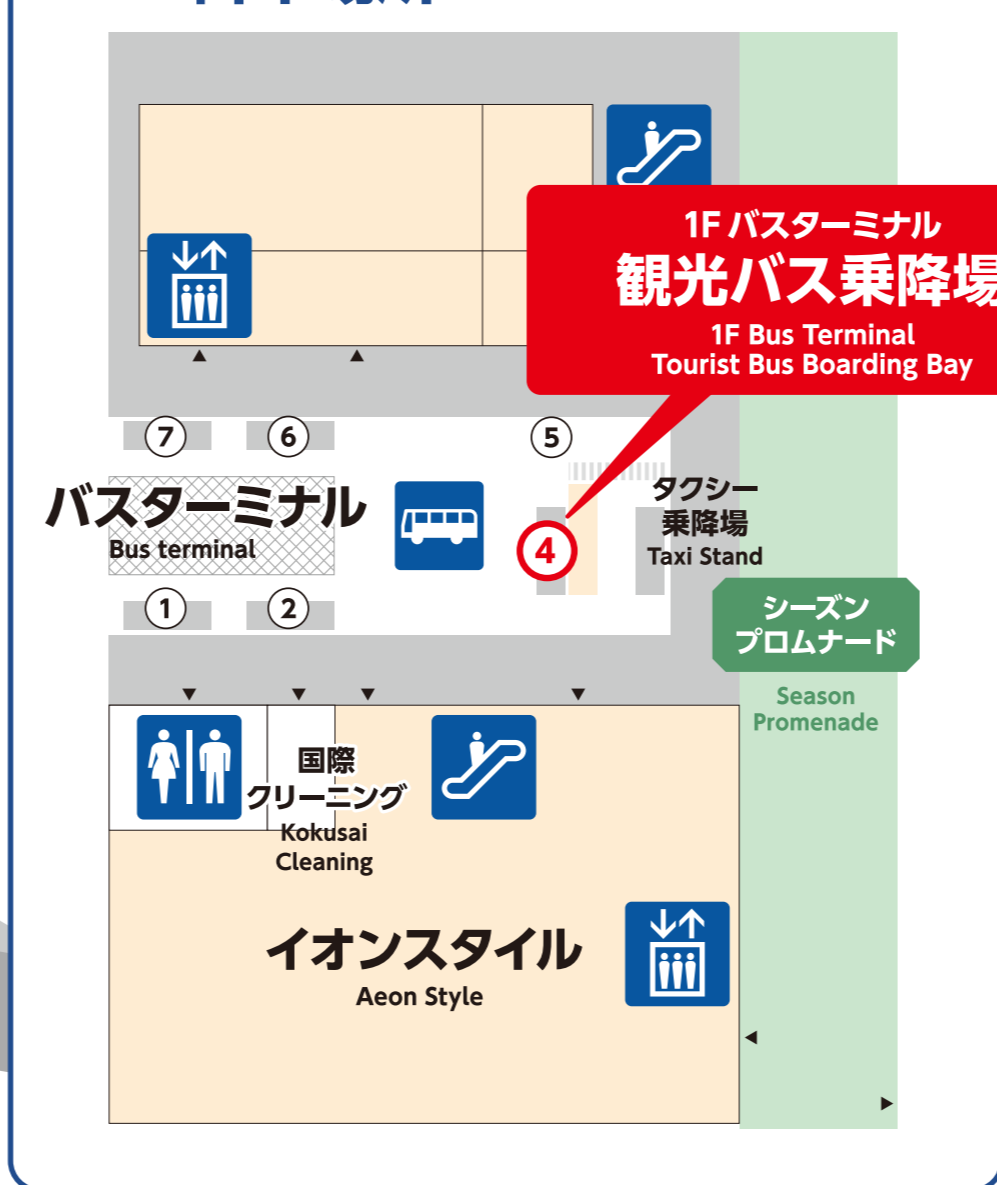 1F バスターミナル
観光バス乗降場
1F Bus Terminal
Tourist Bus Boarding Bay
7
6
5
バスターミナル
Bus terminal
4
タクシー
乗降場
Taxi Stand
1
2
シーズン
プロムナード
Season
Promenade
国際
クリーニング
Kokusai
Cleaning
イオンスタイル
Aeon Style